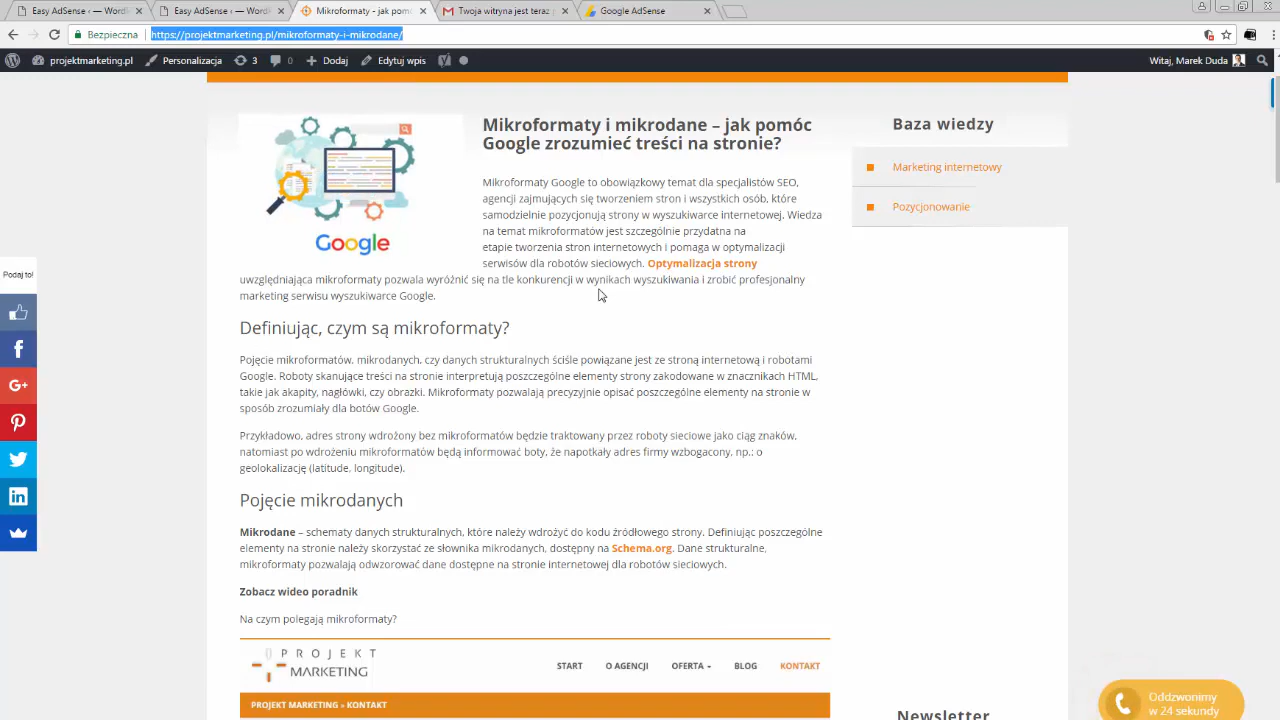 Easy AdSense — WordP
Easy AdSense — WordP
Mikroformaty - jak pomó
Twoja witryna jest teraz p
Google AdSense
Bezpieczna
https://projektmarketing.pl/mikroformaty-i-mikrodane/
projektmarketing.pl
Personalizacja
3
0
Dodaj
Edytuj wpis
Witaj, Marek Duda
Google
Mikroformaty i mikrodane – jak pomóc
Google zrozumieć treści na stronie?
Mikroformaty Google to obowiązkowy temat dla specjalistów SEO,
agencji zajmujących się tworzeniem stron i wszystkich osób, które
samodzielnie pozycjonują strony w wyszukiwarce internetowej. Wiedza
na temat mikroformatów jest szczególnie przydatna na
etapie tworzenia stron internetowych i pomaga w optymalizacji
serwisów dla robotów sieciowych. Optymalizacja strony
uwzględniająca mikroformaty pozwala wyróżnić się na tle konkurencji w wynikach wyszukiwania i zrobić profesjonalny
marketing serwisu wyszukiwarce Google.
Baza wiedzy
Marketing internetowy
Pozycjonowanie
Podaj to!
Definiując, czym są mikroformaty?
Pojęcie mikroformatów, mikrodanych, czy danych strukturalnych ściśle powiązane jest ze stroną internetową i robotami
Google. Roboty skanujące treści na stronie interpretują poszczególne elementy strony zakodowane w znacznikach HTML,
takie jak akapity, nagłówki, czy obrazki. Mikroformaty pozwalają precyzyjnie opisać poszczególne elementy na stronie w
sposób zrozumiały dla botów Google.
Przykładowo, adres strony wdrożony bez mikroformatów będzie traktowany przez roboty sieciowe jako ciąg znaków,
natomiast po wdrożeniu mikroformatów będą informować boty, że napotkały adres firmy wzbogacony, np.: o
geolokalizację (latitude, longitude).
Pojęcie mikrodanych
Mikrodane – schematy danych strukturalnych, które należy wdrożyć do kodu źródłowego strony. Definiując poszczególne
elementy na stronie należy skorzystać ze słownika mikrodanych, dostępny na Schema.org. Dane strukturalne,
mikroformaty pozwalają odwzorować dane dostępne na stronie internetowej dla robotów sieciowych.
Zobacz wideo poradnik
Na czym polegają mikroformaty?
PROJEKT
MARKETING
START
O AGENCJI
OFERTA
BLOG
KONTAKT
PROJEKT MARKETING » KONTAKT
Oddzwonimy
w 24 sekundy
Newsletter